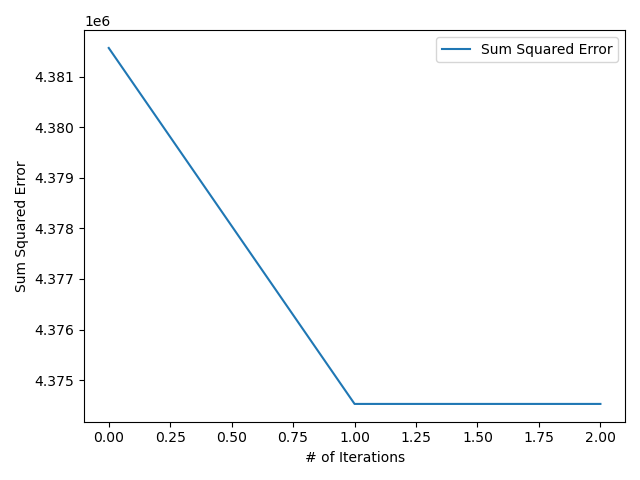 1e6
Sum Squared Error
4.381
4.380
4.379
4.378
4.377
4.376
4.375
Sum Squared Error
0.00 0.25 0.50 0.75 1.00 1.25 1.50 1.75 2.00
# of Iterations